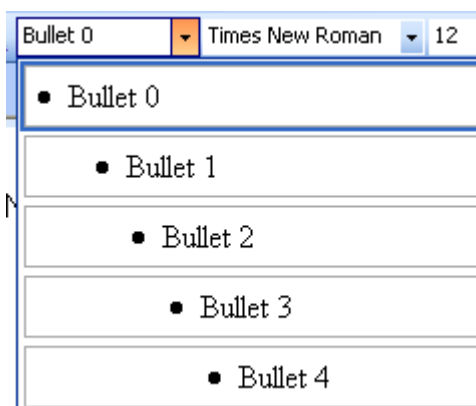 Bullet 0 Times New Roman 12
• Bullet 0
• Bullet 1
• Bullet 2
• Bullet 3
• Bullet 4